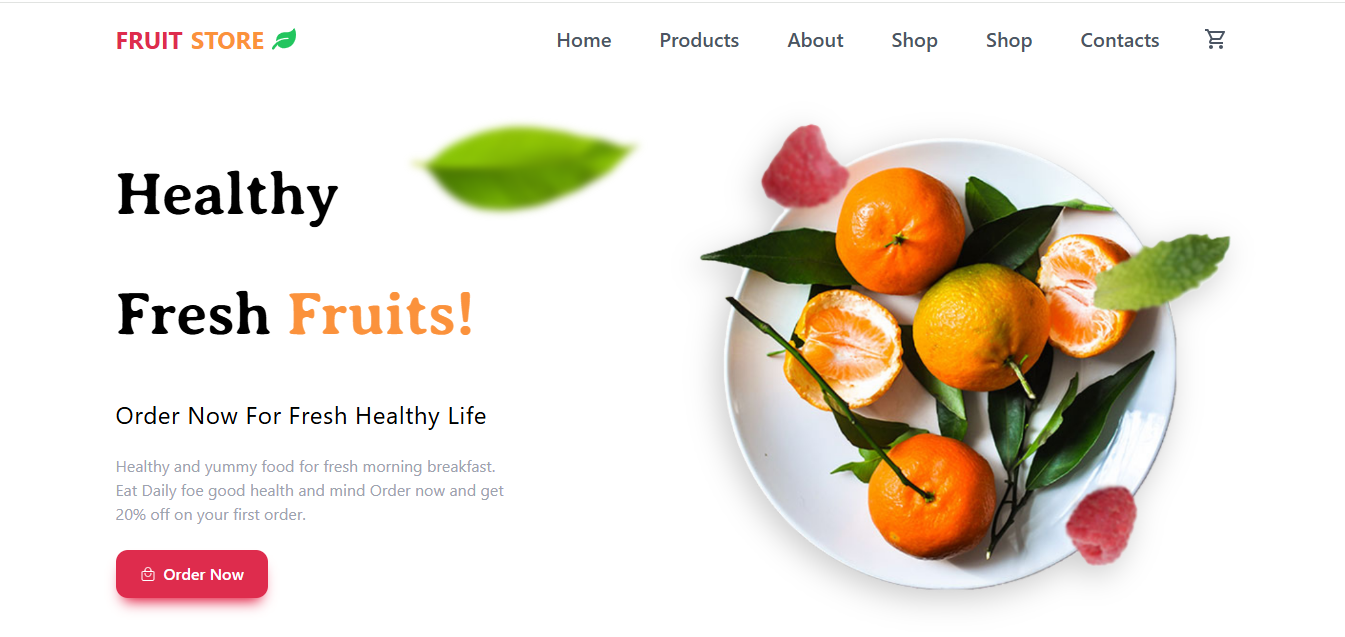 FRUIT STORE
Home Products About Shop Shop Contacts
Healthy
Fresh Fruits!
Order Now For Fresh Healthy Life
Healthy and yummy food for fresh morning breakfast.
Eat Daily foe good health and mind Order now and get
20% off on your first order.
Order Now